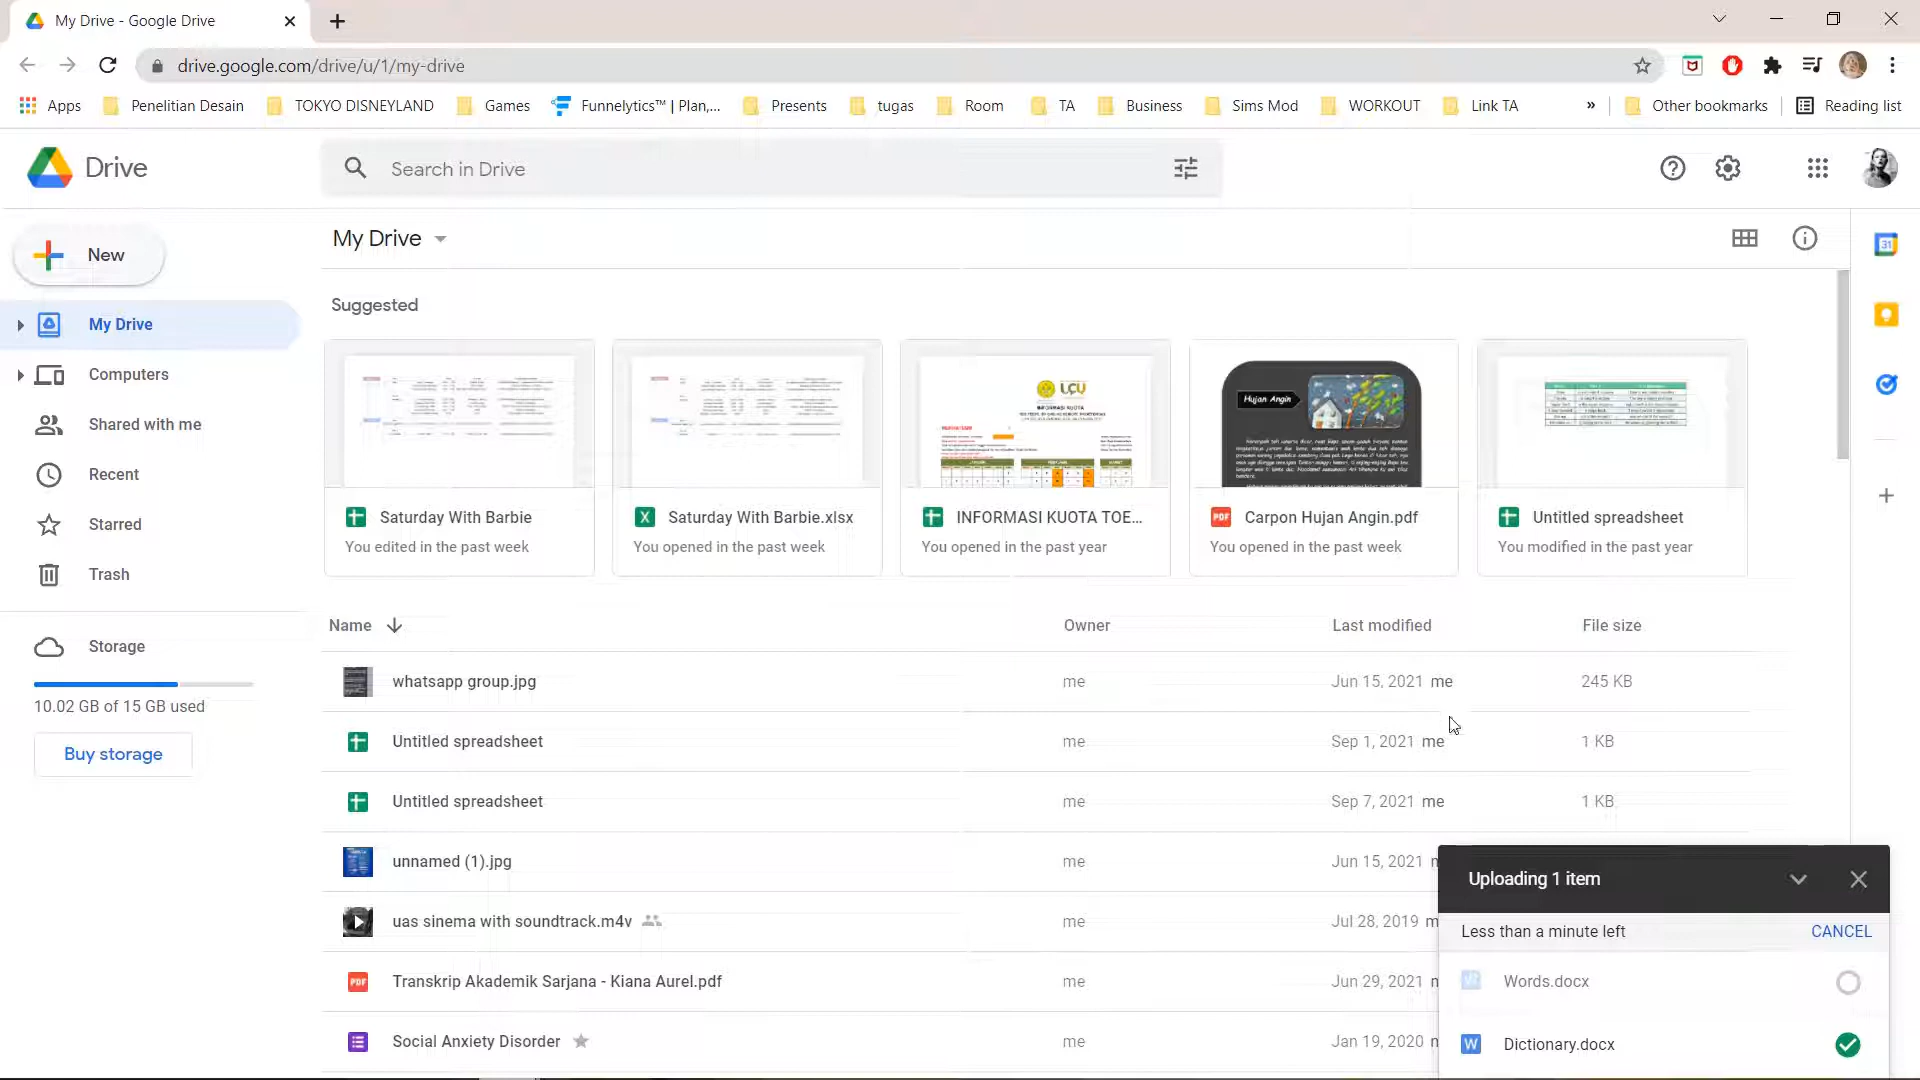 My Drive - Google Drive
drive.google.com/drive/u/1/my-drive
Apps Penelitian Desain TOKYO DISNEYLAND Games Funnelytics™ | Plan,... Presents tugas Room TA Business Sims Mod WORKOUT Link TA » Other bookmarks Reading list
Drive
Search in Drive
New
My Drive
Suggested
My Drive
Computers
Shared with me
Recent
Starred
Trash
Storage
10.02 GB of 15 GB used
Buy storage
INFORMASI KUOTA
Hujan Angin
Saturday With Barbie
You edited in the past week
Saturday With Barbie.xlsx
You opened in the past week
INFORMASI KUOTA TOE...
You opened in the past year
Carpon Hujan Angin.pdf
You opened in the past week
Untitled spreadsheet
You modified in the past year
Name Owner Last modified File size
whatsapp group.jpg me Jun 15, 2021 me 245 KB
Untitled spreadsheet me Sep 1, 2021 me 1 KB
Untitled spreadsheet me Sep 7, 2021 me 1 KB
unnamed (1).jpg me Jun 15, 2021
uas sinema with soundtrack.m4v me Jul 28, 2019
Transkrip Akademik Sarjana - Kiana Aurel.pdf me Jun 29, 2021
Social Anxiety Disorder me Jan 19, 2020
Uploading 1 item
Less than a minute left CANCEL
Words.docx
Dictionary.docx
31